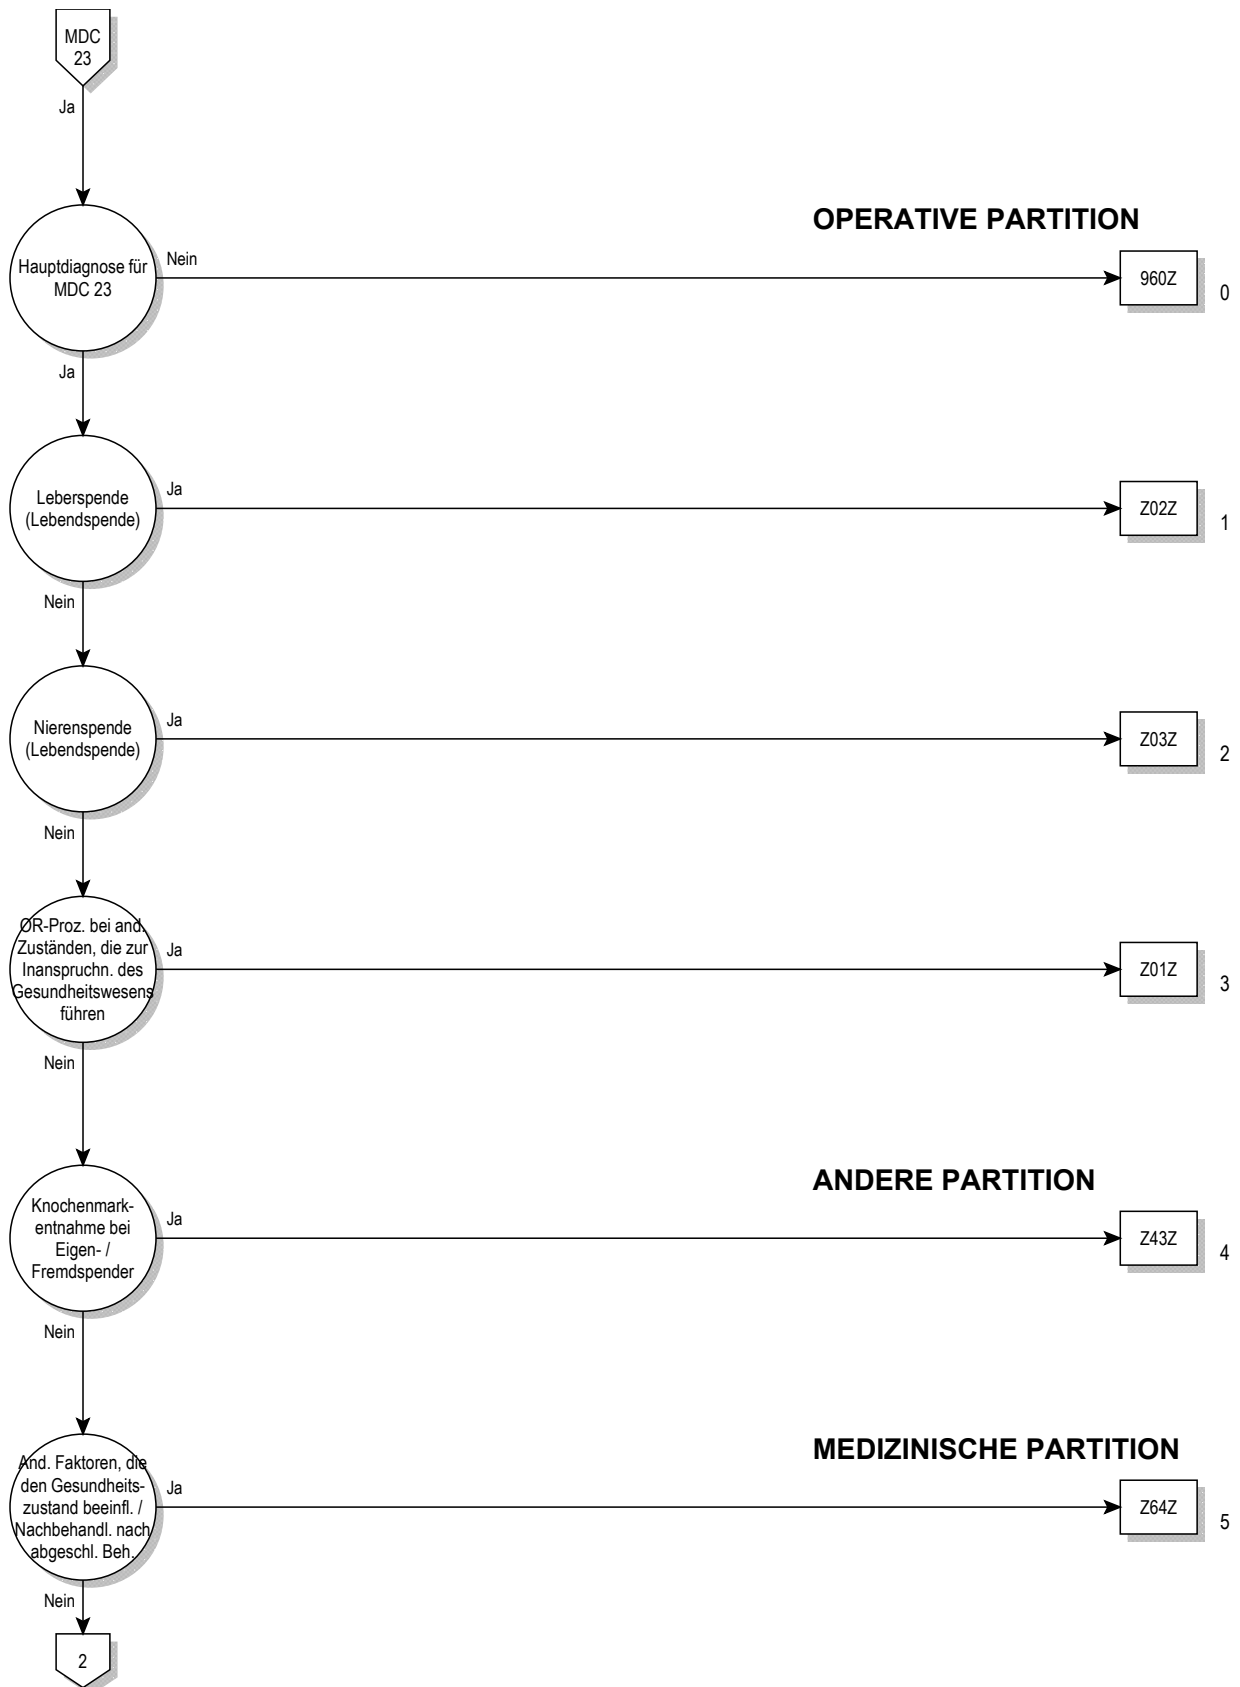 MDC
23
Ja
OPERATIVE PARTITION
Hauptdiagnose für
MDC 23
Nein
960Z
0
Ja
Leberspende
(Lebendspende)
Ja
Z02Z
1
Nein
Nierenspende
(Lebendspende)
Ja
Z03Z
2
Nein
OR-Proz. bei and.
Zuständen, die zur
Inanspruchn. des
Gesundheitswesens
führen
Ja
Z01Z
3
Nein
ANDERE PARTITION
Knochenmark-
entnahme bei
Eigen- /
Fremdspender
Ja
Z43Z
4
Nein
MEDIZINISCHE PARTITION
And. Faktoren, die
den Gesundheits-
zustand beeinfl. /
Nachbehandl. nach
abgeschl. Beh.
Ja
Z64Z
5
Nein
2